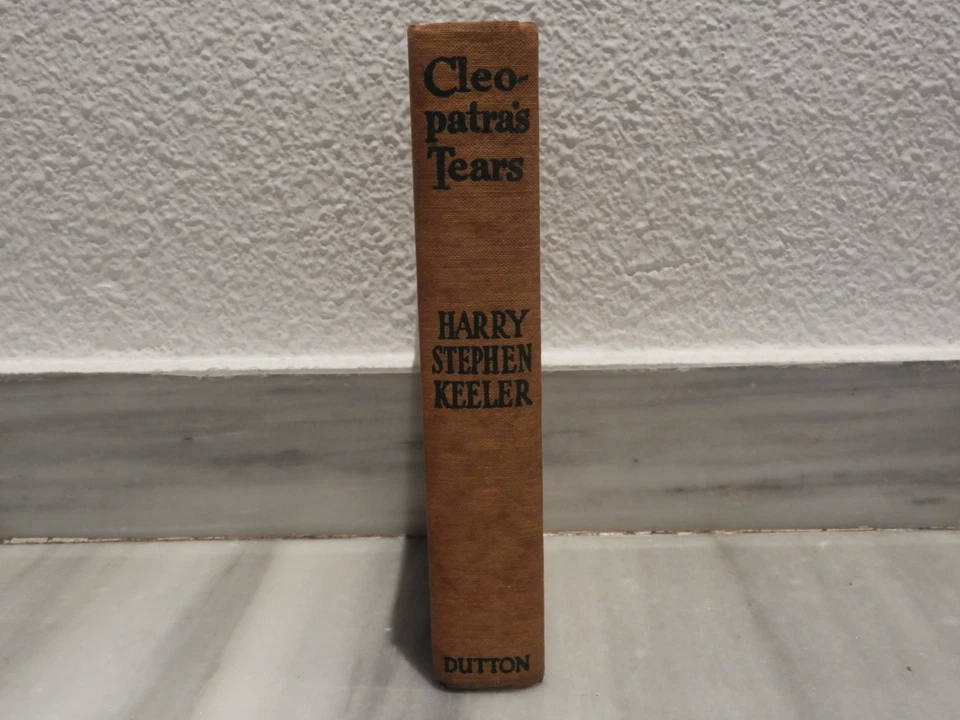 Cleo-
patra's
Tears
HARRY
STEPHEN
KEELER
DUTTON